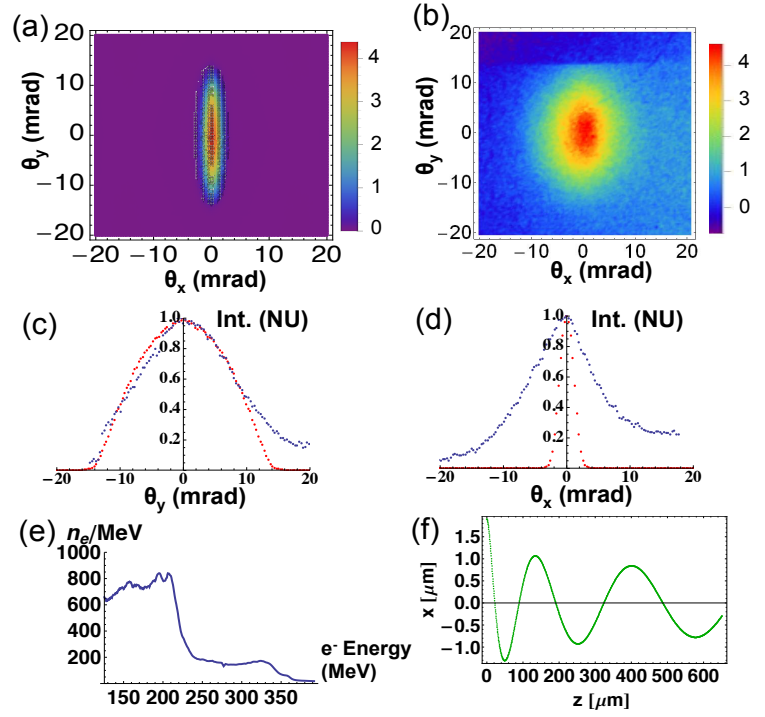 (a)
20
10
0
−10
−20
θy (mrad)
−20 −10 0 10 20
θx (mrad)
4
3
2
1
0
(b)
20
10
0
−10
−20
θy (mrad)
−20 −10 0 10 20
θx (mrad)
4
3
2
1
0
(c)
Int. (NU)
1.0
0.8
0.6
0.4
0.2
−20 −10 0 10 20
θy (mrad)
(d)
Int. (NU)
1.0
0.8
0.6
0.4
0.2
−20 −10 0 10 20
θx (mrad)
(e)
ne/MeV
1000
800
600
400
200
150 200 250 300 350
e- Energy
(MeV)
(f)
x [μm]
1.5
1.0
0.5
0.0
−0.5
−1.0
0 100 200 300 400 500 600
z [μm]